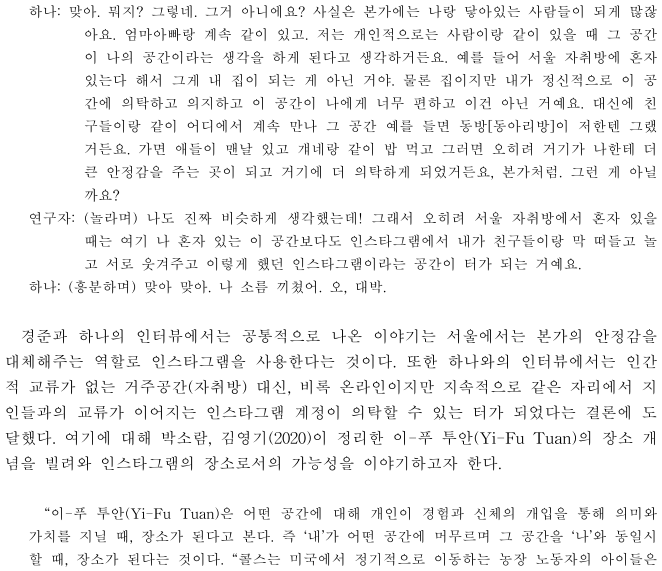 하나: 맞아. 뭐지? 그렇네. 그거 아니에요? 사실은 본가에는 나랑 닿아있는 사람들이 되게 많잖
아요. 엄마아빠랑 계속 같이 있고. 저는 개인적으로는 사람이랑 같이 있을 때 그 공간
이 나의 공간이라는 생각을 하게 된다고 생각하거든요. 예를 들어 서울 자취방에 혼자
있는다 해서 그게 내 집이 되는 게 아닌 거야. 물론 집이지만 내가 정신적으로 이 공
간에 의탁하고 의지하고 이 공간이 나에게 너무 편하고 이건 아닌 거예요. 대신에 친
구들이랑 같이 어디에서 계속 만나 그 공간 예를 들면 동방[동아리방]이 저한텐 그랬
거든요. 가면 애들이 맨날 있고 걔네랑 같이 밥 먹고 그러면 오히려 거기가 나한테 더
큰 안정감을 주는 곳이 되고 거기에 더 의탁하게 되었거든요, 본가처럼. 그런 게 아닐
까요?
연구자: (놀라며) 나도 진짜 비슷하게 생각했는데! 그래서 오히려 서울 자취방에서 혼자 있을
때는 여기 나 혼자 있는 이 공간보다도 인스타그램에서 내가 친구들이랑 막 떠들고 놀
고 서로 웃겨주고 이렇게 했던 인스타그램이라는 공간이 터가 되는 거예요.
하나: (흥분하며) 맞아 맞아. 나 소름 끼쳤어. 오, 대박.
경준과 하나의 인터뷰에서는 공통적으로 나온 이야기는 서울에서는 본가의 안정감을
대체해주는 역할로 인스타그램을 사용한다는 것이다. 또한 하나와의 인터뷰에서는 인간
적 교류가 없는 거주공간(자취방) 대신, 비록 온라인이지만 지속적으로 같은 자리에서 지
인들과의 교류가 이어지는 인스타그램 계정이 의탁할 수 있는 터가 되었다는 결론에 도
달했다. 여기에 대해 박소람, 김영기(2020)이 정리한 이-푸 투안(Yi-Fu Tuan)의 장소 개
념을 빌려와 인스타그램의 장소로서의 가능성을 이야기하고자 한다.
“이-푸 투안(Yi-Fu Tuan)은 어떤 공간에 대해 개인이 경험과 신체의 개입을 통해 의미와
가치를 지닐 때, 장소가 된다고 본다. 즉 ‘내’가 어떤 공간에 머무르며 그 공간을 ‘나’와 동일시
할 때, 장소가 된다는 것이다. “콜스는 미국에서 정기적으로 이동하는 농장 노동자의 아이들은